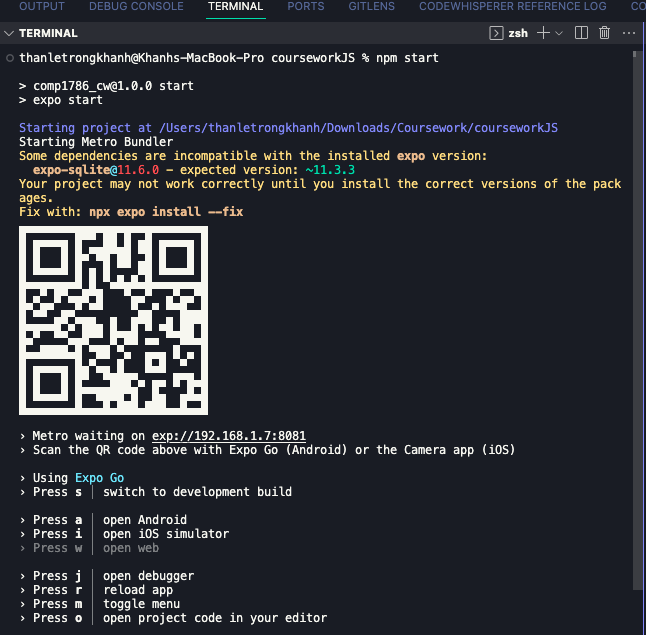 OUTPUT DEBUG CONSOLE TERMINAL PORTS GITLENS CODEWHISPERER REFERENCE LOG CO
TERMINAL
zsh
thanletrongkhanh@Khanhs-MacBook-Pro courseworkJS % npm start
> comp1786_cw@1.0.0 start
> expo start
Starting project at /Users/thanletrongkhanh/Downloads/Coursework/courseworkJS
Starting Metro Bundler
Some dependencies are incompatible with the installed expo version:
expo-sqlite@11.6.0 - expected version: ~11.3.3
Your project may not work correctly until you install the correct versions of the pack
ages.
Fix with: npx expo install --fix
› Metro waiting on exp://192.168.1.7:8081
› Scan the QR code above with Expo Go (Android) or the Camera app (iOS)
› Using Expo Go
› Press s │ switch to development build
› Press a │ open Android
› Press i │ open iOS simulator
› Press w │ open web
› Press j │ open debugger
› Press r │ reload app
› Press m │ toggle menu
› Press o │ open project code in your editor